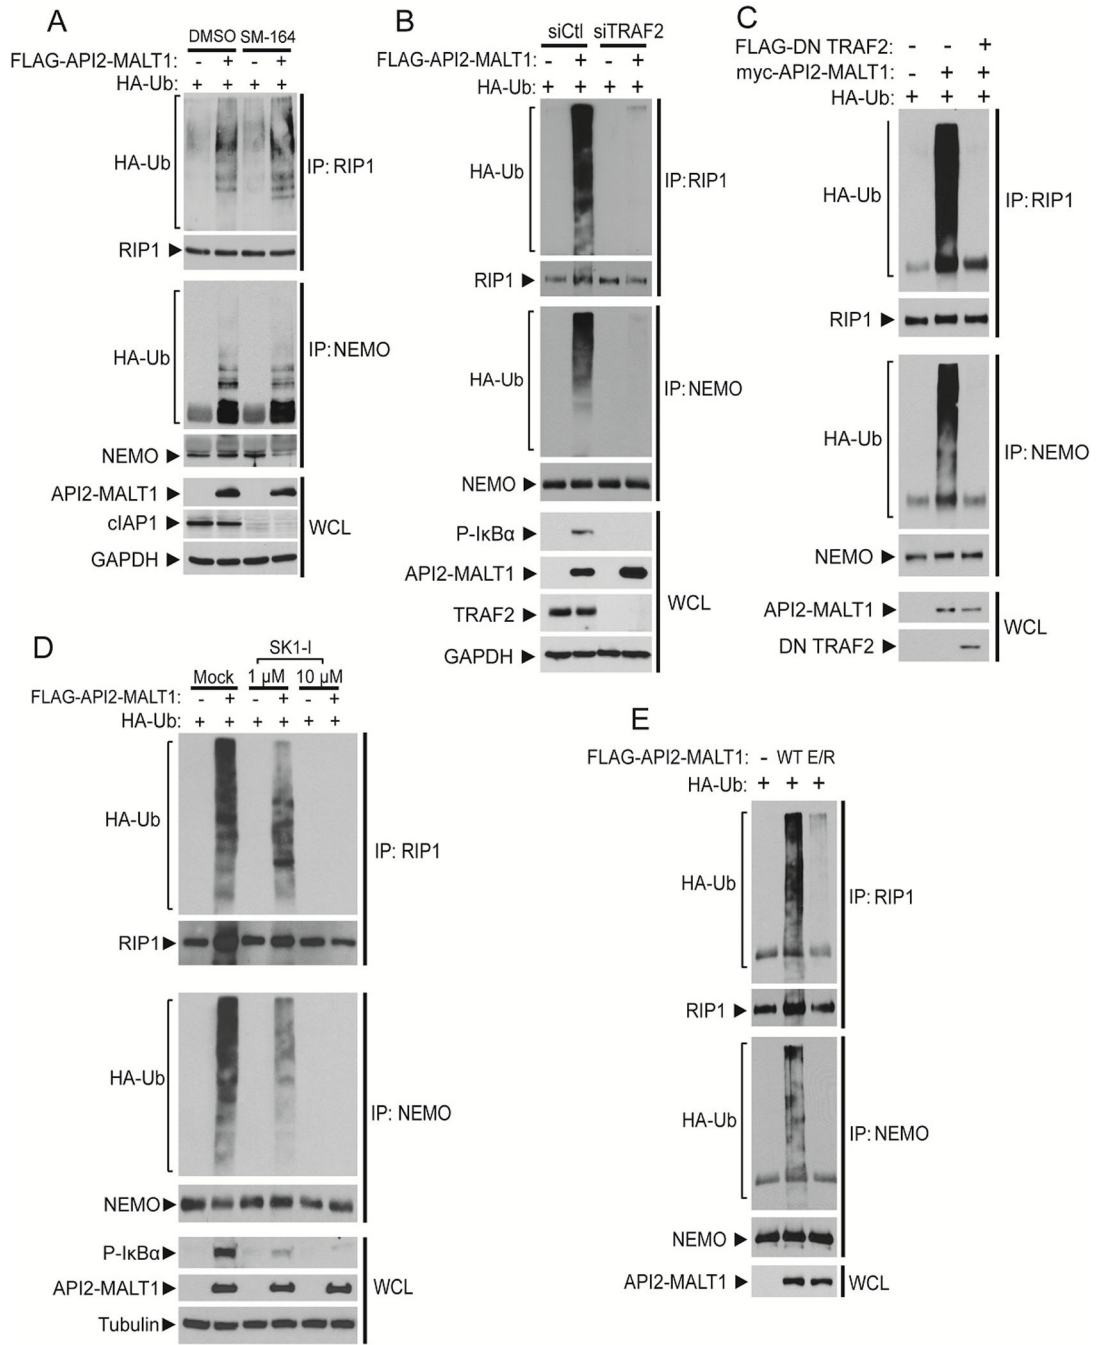 A
DMSO SM-164
FLAG-API2-MALT1: - + - +
HA-Ub: + + + +
HA-Ub
IP: RIP1
RIP1
HA-Ub
IP: NEMO
NEMO
API2-MALT1
cIAP1
WCL
GAPDH
B
siCtl siTRAF2
FLAG-API2-MALT1: - + - +
HA-Ub: + + + +
HA-Ub
IP: RIP1
RIP1
HA-Ub
IP: NEMO
NEMO
P-IκBα
API2-MALT1
WCL
TRAF2
GAPDH
C
FLAG-DN TRAF2: - - +
myc-API2-MALT1: - + +
HA-Ub: + + +
HA-Ub
IP: RIP1
RIP1
HA-Ub
IP: NEMO
NEMO
API2-MALT1
WCL
DN TRAF2
D
SK1-I
Mock 1 µM 10 µM
FLAG-API2-MALT1: - + - + - +
HA-Ub: + + + + + +
HA-Ub
IP: RIP1
RIP1
HA-Ub
IP: NEMO
NEMO
P-IκBα
API2-MALT1
WCL
Tubulin
E
FLAG-API2-MALT1: - WT E/R
HA-Ub: + + +
HA-Ub
IP: RIP1
RIP1
HA-Ub
IP: NEMO
NEMO
API2-MALT1
WCL